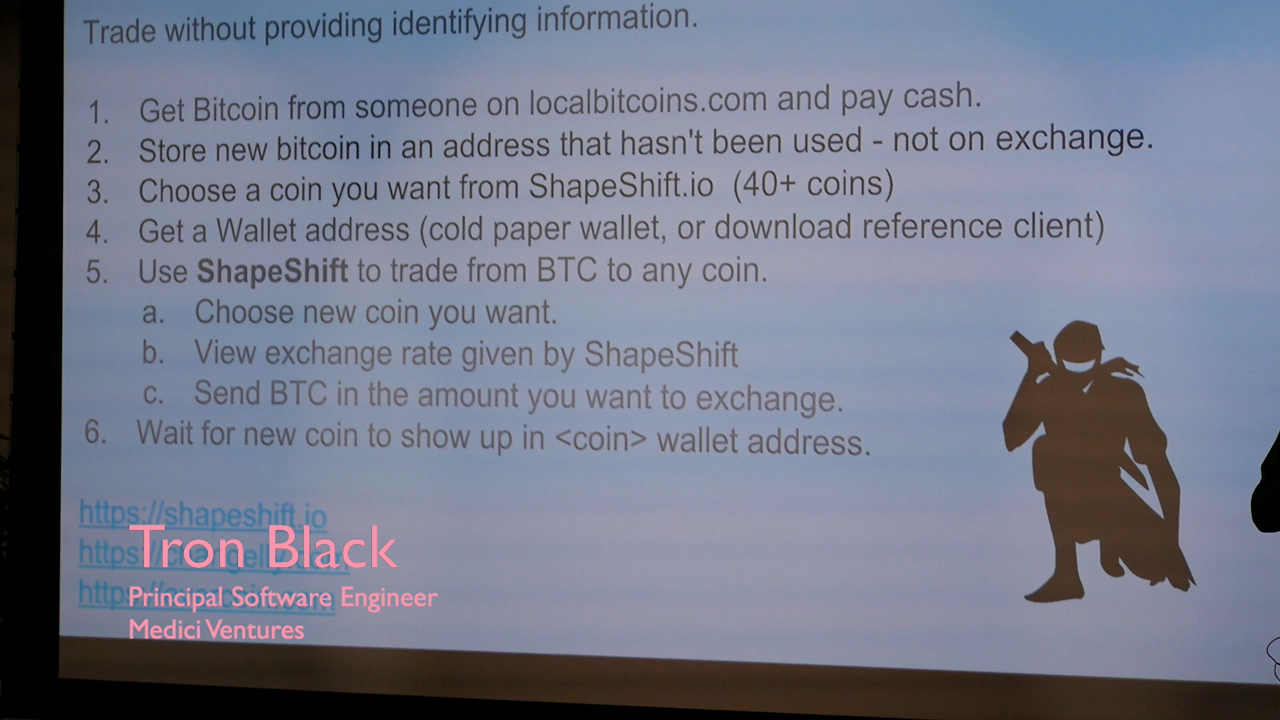 Trade without providing identifying information.
1. Get Bitcoin from someone on localbitcoins.com and pay cash.
2. Store new bitcoin in an address that hasn't been used - not on exchange.
3. Choose a coin you want from ShapeShift.io (40+ coins)
4. Get a Wallet address (cold paper wallet, or download reference client)
5. Use ShapeShift to trade from BTC to any coin.
a. Choose new coin you want.
b. View exchange rate given by ShapeShift
c. Send BTC in the amount you want to exchange.
6. Wait for new coin to show up in <coin> wallet address.
https://shapeshift.io
Tron Black
Principal Software Engineer
Medici Ventures